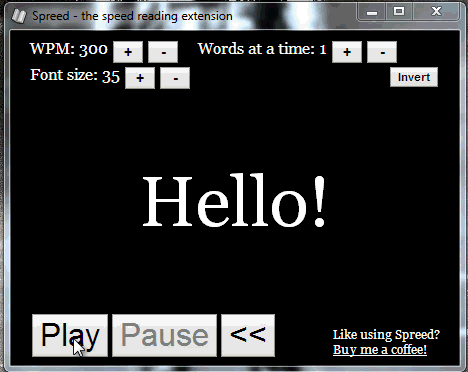 Spreed - the speed reading extension
WPM: 300 + - Words at a time: 1 + -
Font size: 35 + - Invert
Hello!
Play Pause <<
Like using Spreed?
Buy me a coffee!